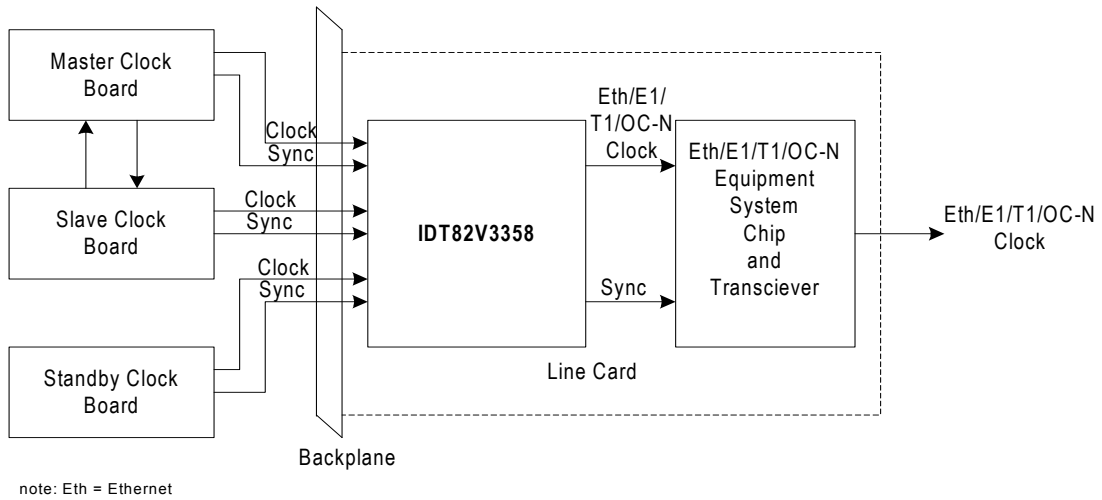 Master Clock
Board
Slave Clock
Board
Standby Clock
Board
Clock
Sync
Clock
Sync
Clock
Sync
Backplane
IDT82V3358
Eth/E1/
T1/OC-N
Clock
Sync
Line Card
Eth/E1/T1/OC-N
Equipment
System
Chip
and
Transciever
Eth/E1/T1/OC-N
Clock
note: Eth = Ethernet